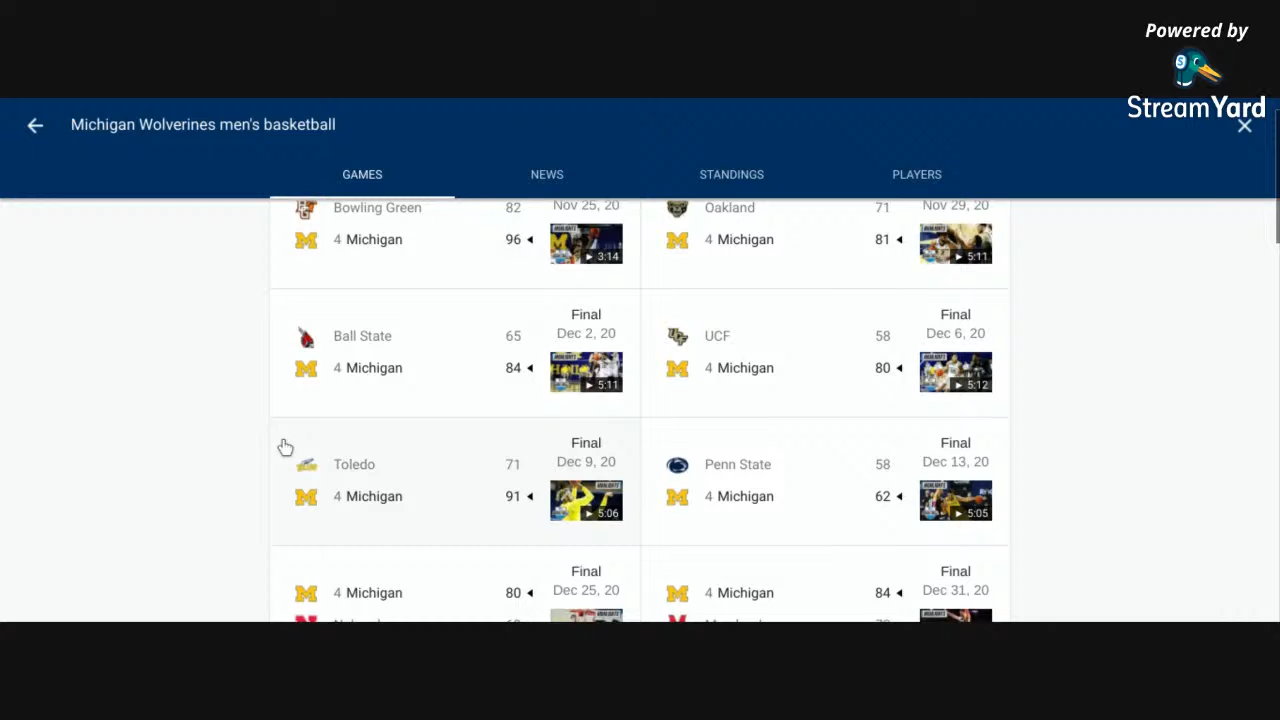 Powered by
StreamYard
Michigan Wolverines men's basketball
GAMES NEWS STANDINGS PLAYERS
Bowling Green 82 Nov 25, 20
4 Michigan 96
3:14
Oakland 71 Nov 29, 20
4 Michigan 81
5:11
Final
Ball State 65 Dec 2, 20
4 Michigan 84
5:11
Final
UCF 58 Dec 6, 20
4 Michigan 80
5:12
Final
Toledo 71 Dec 9, 20
4 Michigan 91
HIGHLIGHTS
5:06
Final
Penn State 58 Dec 13, 20
4 Michigan 62
5:05
Final
4 Michigan 80 Dec 25, 20
Final
4 Michigan 84 Dec 31, 20